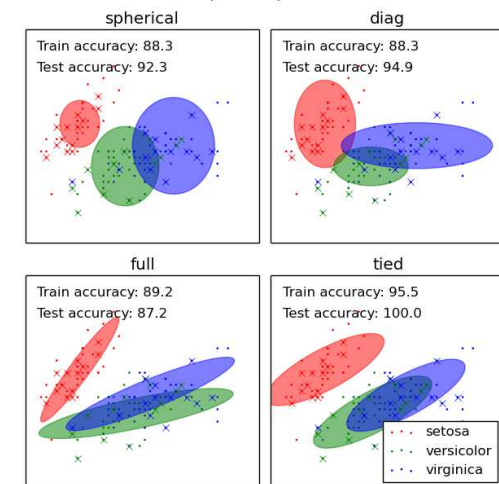 spherical
Train accuracy: 88.3
Test accuracy: 92.3
diag
Train accuracy: 88.3
Test accuracy: 94.9
full
Train accuracy: 89.2
Test accuracy: 87.2
tied
Train accuracy: 95.5
Test accuracy: 100.0
setosa
versicolor
virginica